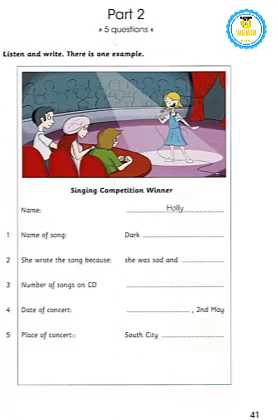 Part 2
» 5 questions «
WEWIN
Listen and write. There is one example.
Singing Competition Winner
Name: Holly
1 Name of song: Dark ........................
2 She wrote the song because: she was sad and ................
3 Number of songs on CD ................................
4 Date of concert: ........................ , 2nd May
5 Place of concert:: South City ....................
41